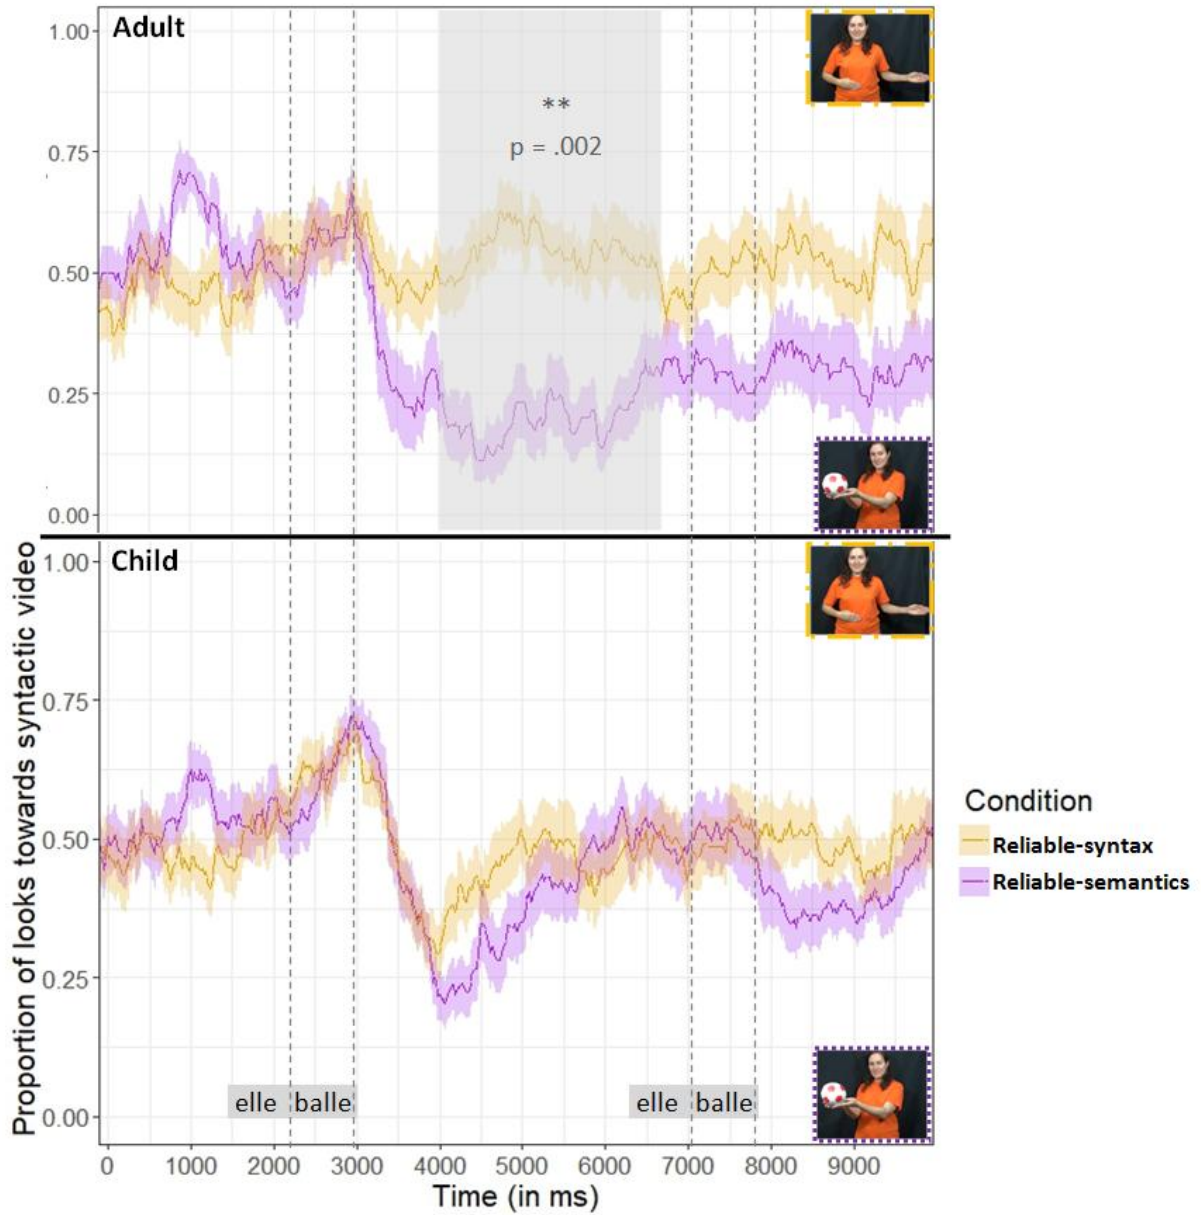 Adult
1.00
0.75
0.50
0.25
0.00
**
p = .002
Child
Proportion of looks towards syntactic video
1.00
0.75
0.50
0.25
0.00
elle balle elle balle
0 1000 2000 3000 4000 5000 6000 7000 8000 9000
Time (in ms)
Condition
Reliable-syntax
Reliable-semantics